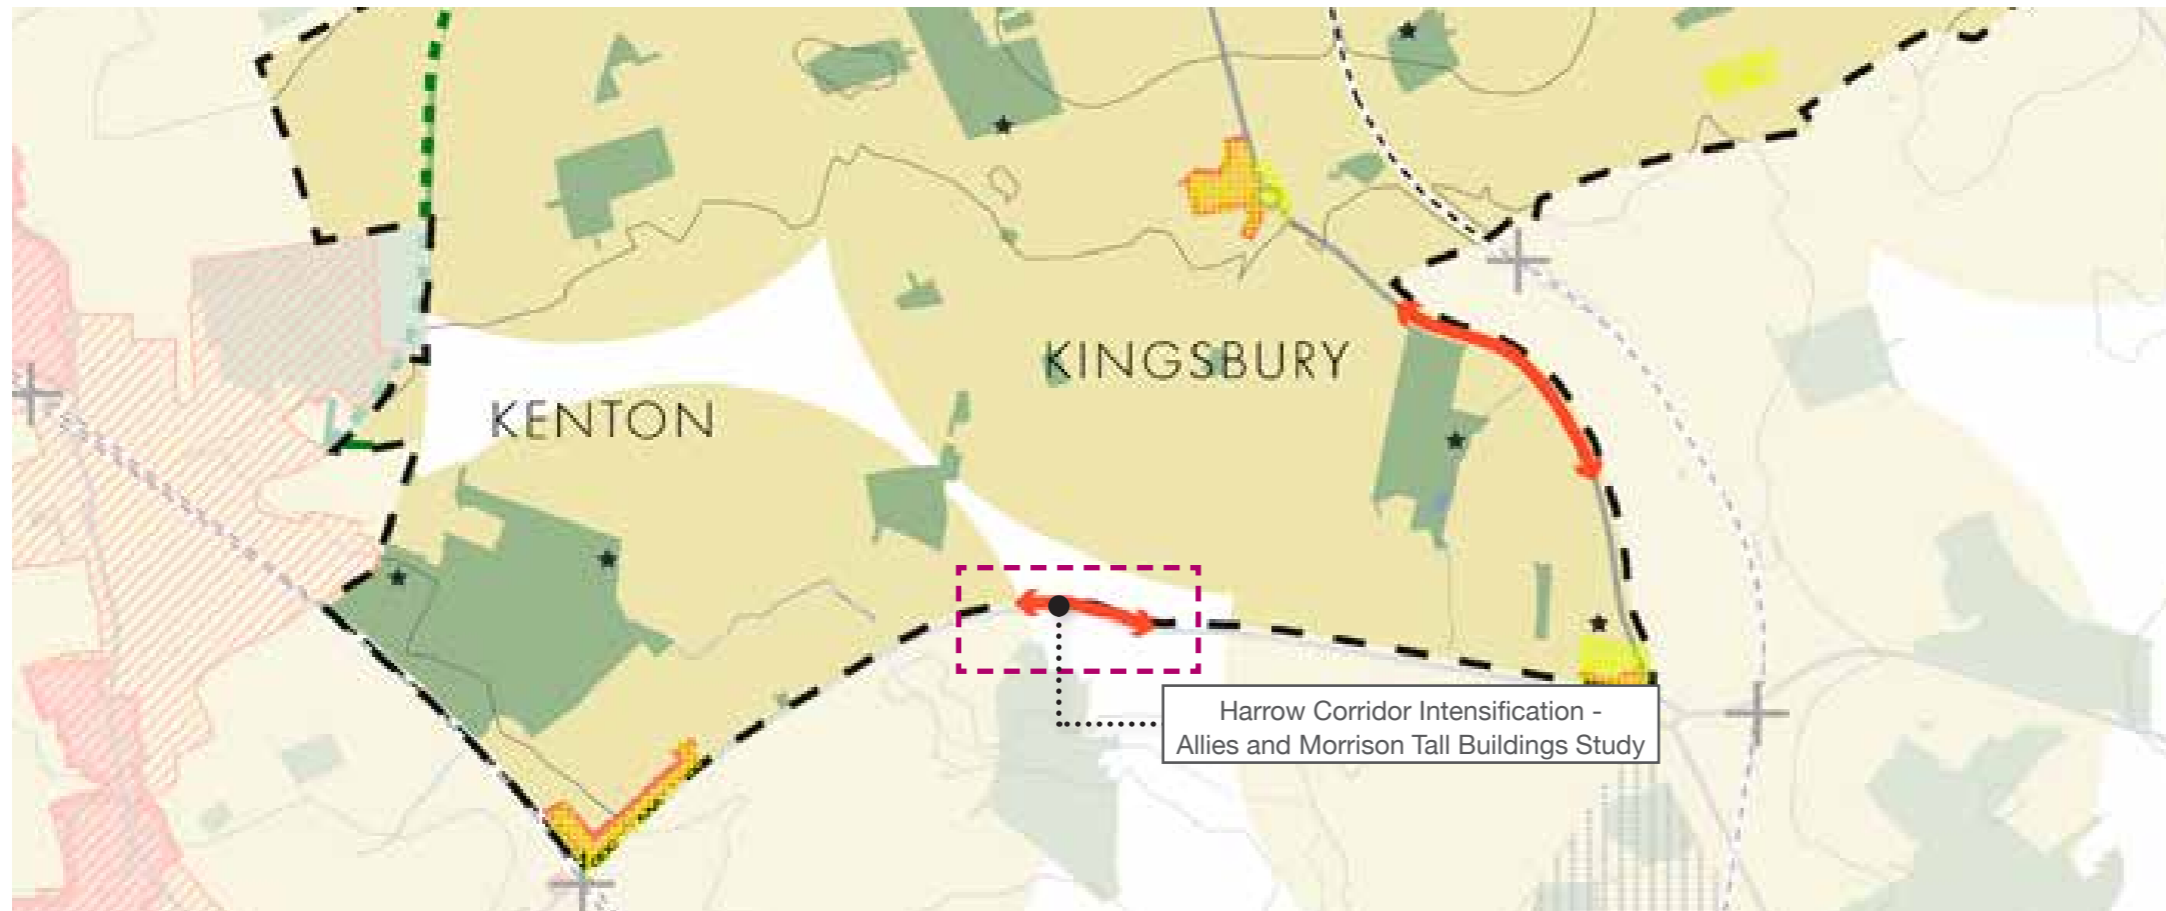 KINGSBURY
KENTON
Harrow Corridor Intensification -
Allies and Morrison Tall Buildings Study